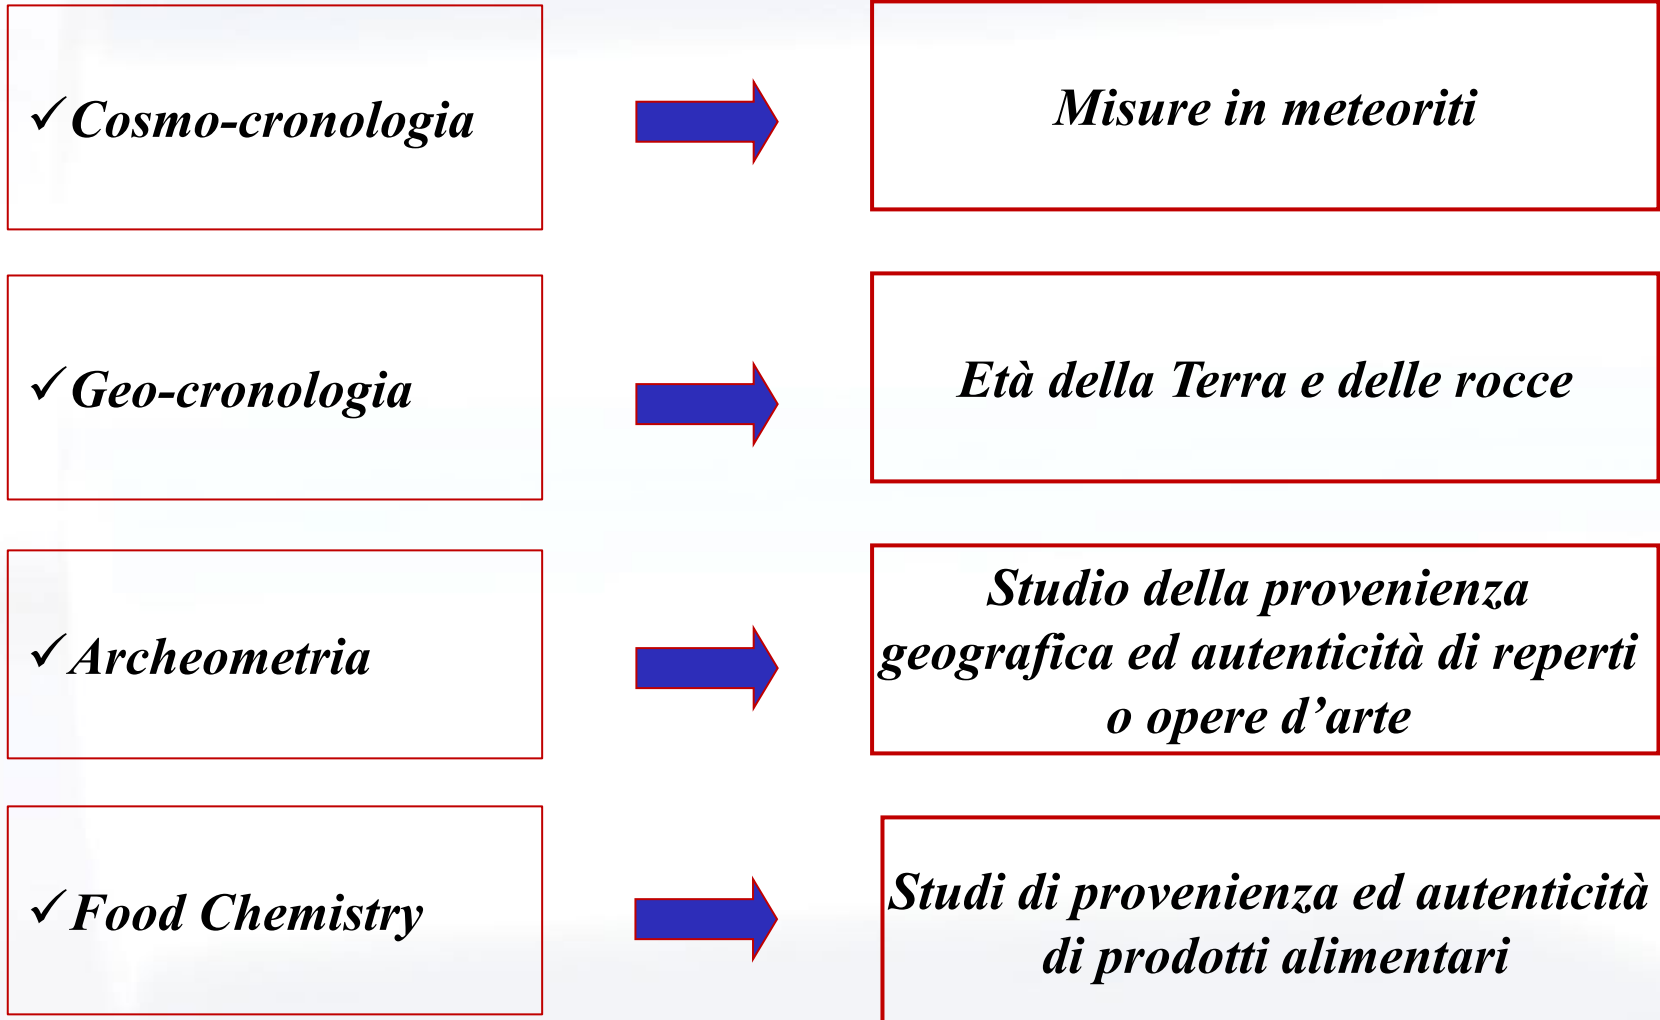 ✓Cosmo-cronologia
Misure in meteoriti
✓Geo-cronologia
Età della Terra e delle rocce
✓Archeometria
Studio della provenienza
geografica ed autenticità di reperti
o opere d’arte
✓Food Chemistry
Studi di provenienza ed autenticità
di prodotti alimentari